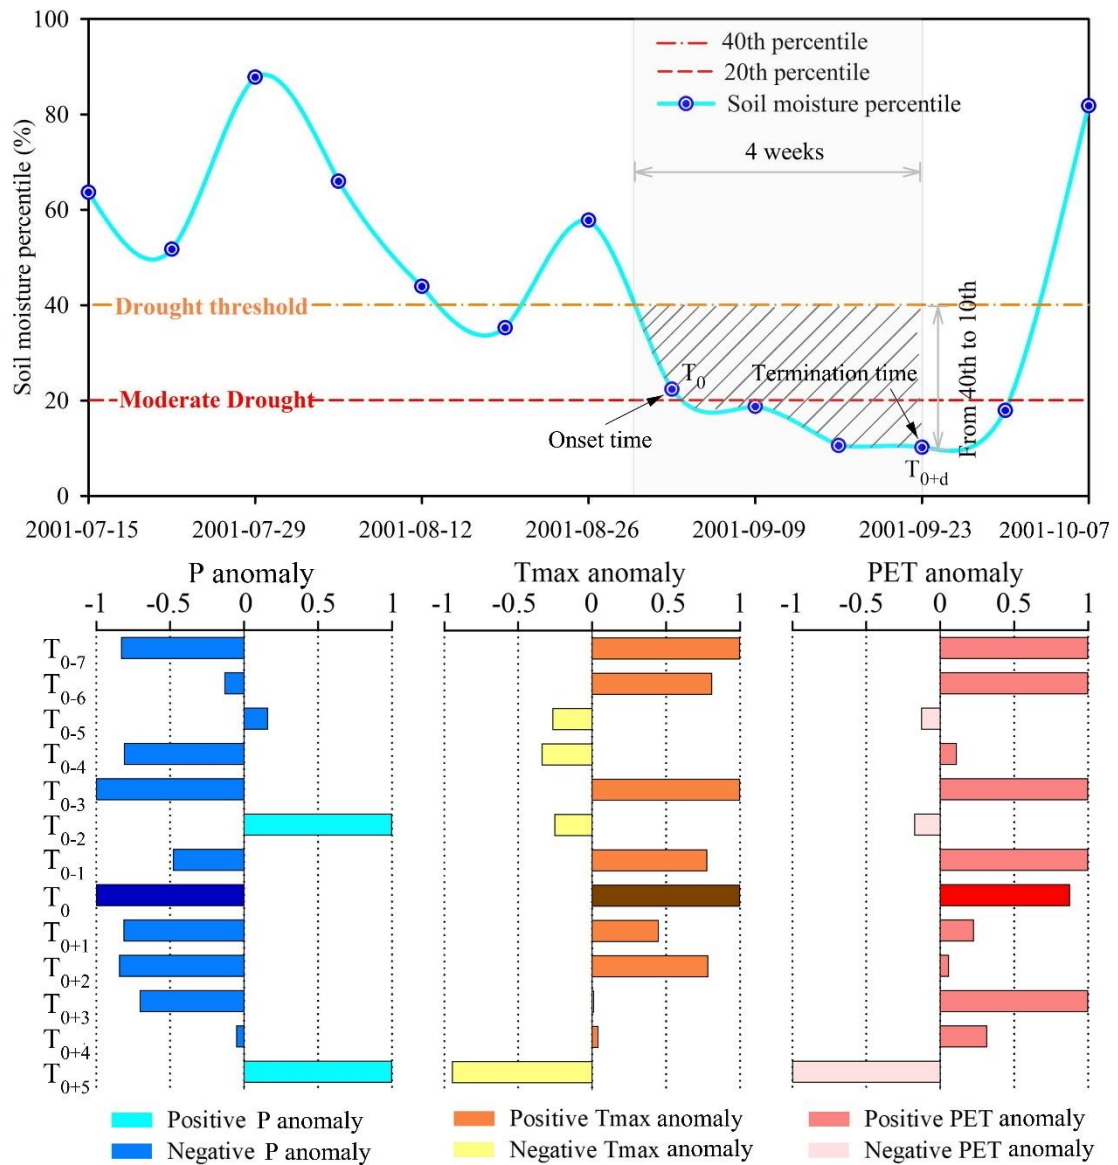 100
40th percentile
20th percentile
Soil moisture percentile
80
4 weeks
60
Soil moisture percentile (%)
40
Drought threshold
From 40th to 10th
T0
Termination time
20
Moderate Drought
Onset time
T0+d
0
2001-07-15 2001-07-29 2001-08-12 2001-08-26 2001-09-09 2001-09-23 2001-10-07
P anomaly Tmax anomaly PET anomaly
-1 -0.5 0 0.5 1 -1 -0.5 0 0.5 1 -1 -0.5 0 0.5 1
T0-7
T0-6
T0-5
T0-4
T0-3
T0-2
T0-1
T0
T0+1
T0+2
T0+3
T0+4
T0+5
Positive P anomaly Positive Tmax anomaly Positive PET anomaly
Negative P anomaly Negative Tmax anomaly Negative PET anomaly